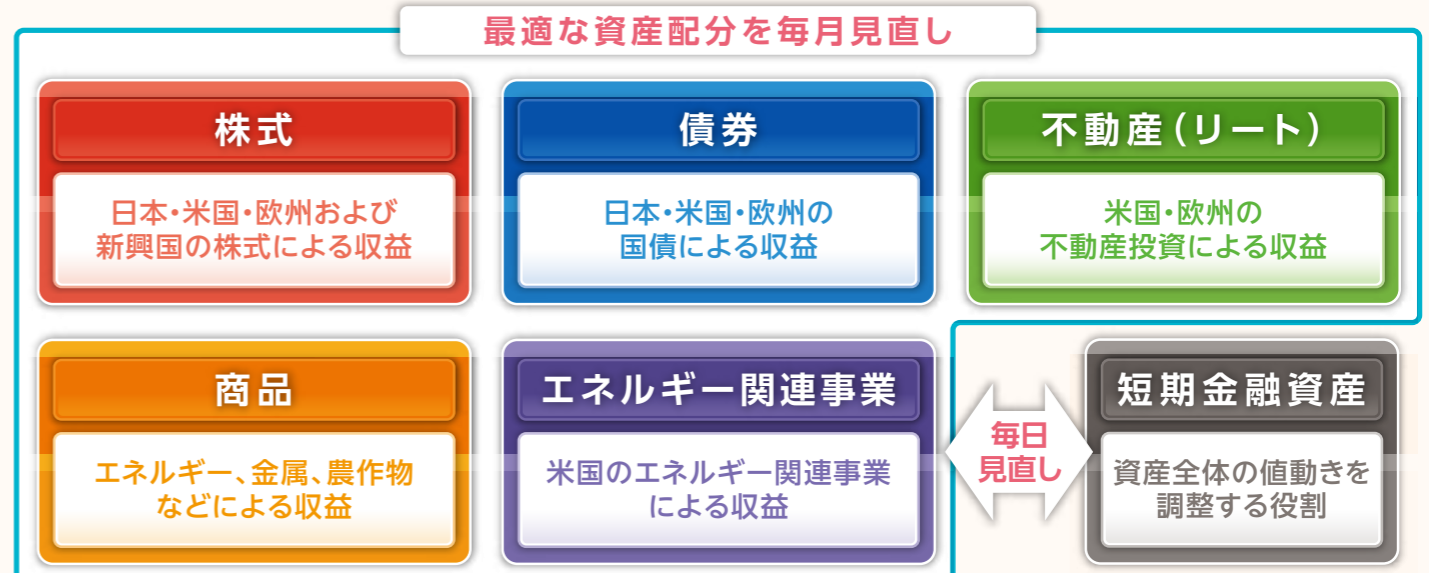 最適な資産配分を毎月見直し
株式
日本・米国・欧州および
新興国の株式による収益
債券
日本・米国・欧州の
国債による収益
不動産（リート）
米国・欧州の
不動産投資による収益
商品
エネルギー、金属、農作物
などによる収益
エネルギー関連事業
米国のエネルギー関連事業
による収益
毎日
見直し
短期金融資産
資産全体の値動きを
調整する役割